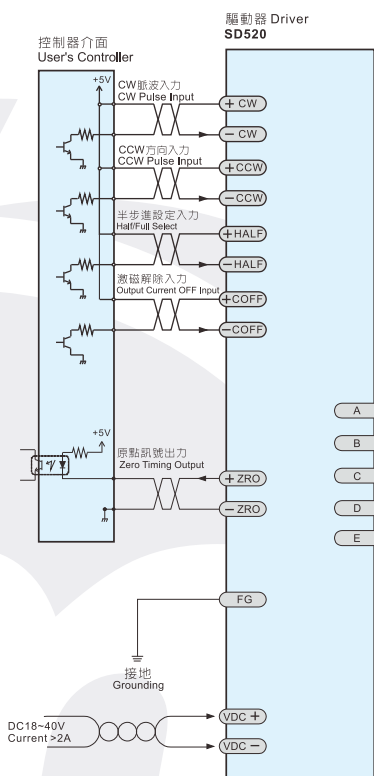 驅動器 Driver
SD520
控制器介面
User's Controller
+5V
CW脈波入力
CW Pulse Input
+ CW
− CW
CCW方向入力
CCW Pulse Input
+CCW
−CCW
半步進設定入力
Half/Full Select
+HALF
−HALF
激磁解除入力
Output Current OFF Input
+COFF
−COFF
A
B
C
D
E
+5V
原點訊號出力
Zero Timing Output
+ ZRO
− ZRO
FG
接地
Grounding
DC18~40V
Current >2A
VDC +
VDC −